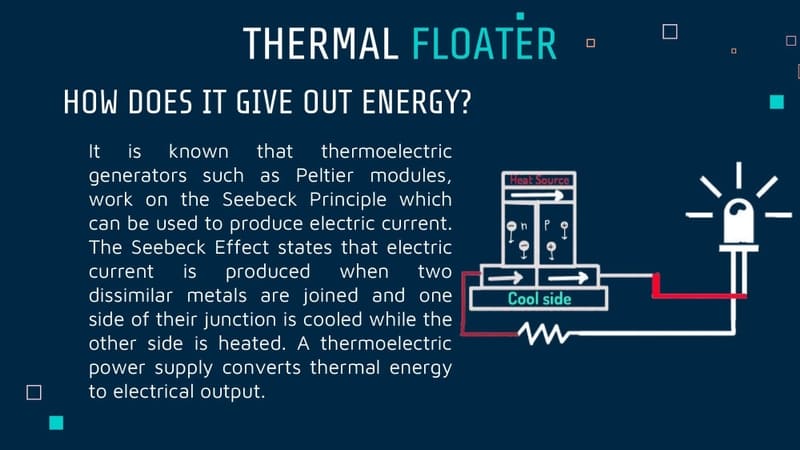 THERMAL FLOATER
HOW DOES IT GIVE OUT ENERGY?
It is known that thermoelectric
generators such as Peltier modules,
work on the Seebeck Principle which
can be used to produce electric current.
The Seebeck Effect states that electric
current is produced when two
dissimilar metals are joined and one
side of their junction is cooled while the
other side is heated. A thermoelectric
power supply converts thermal energy
to electrical output.
Heat Source
n P
Cool side